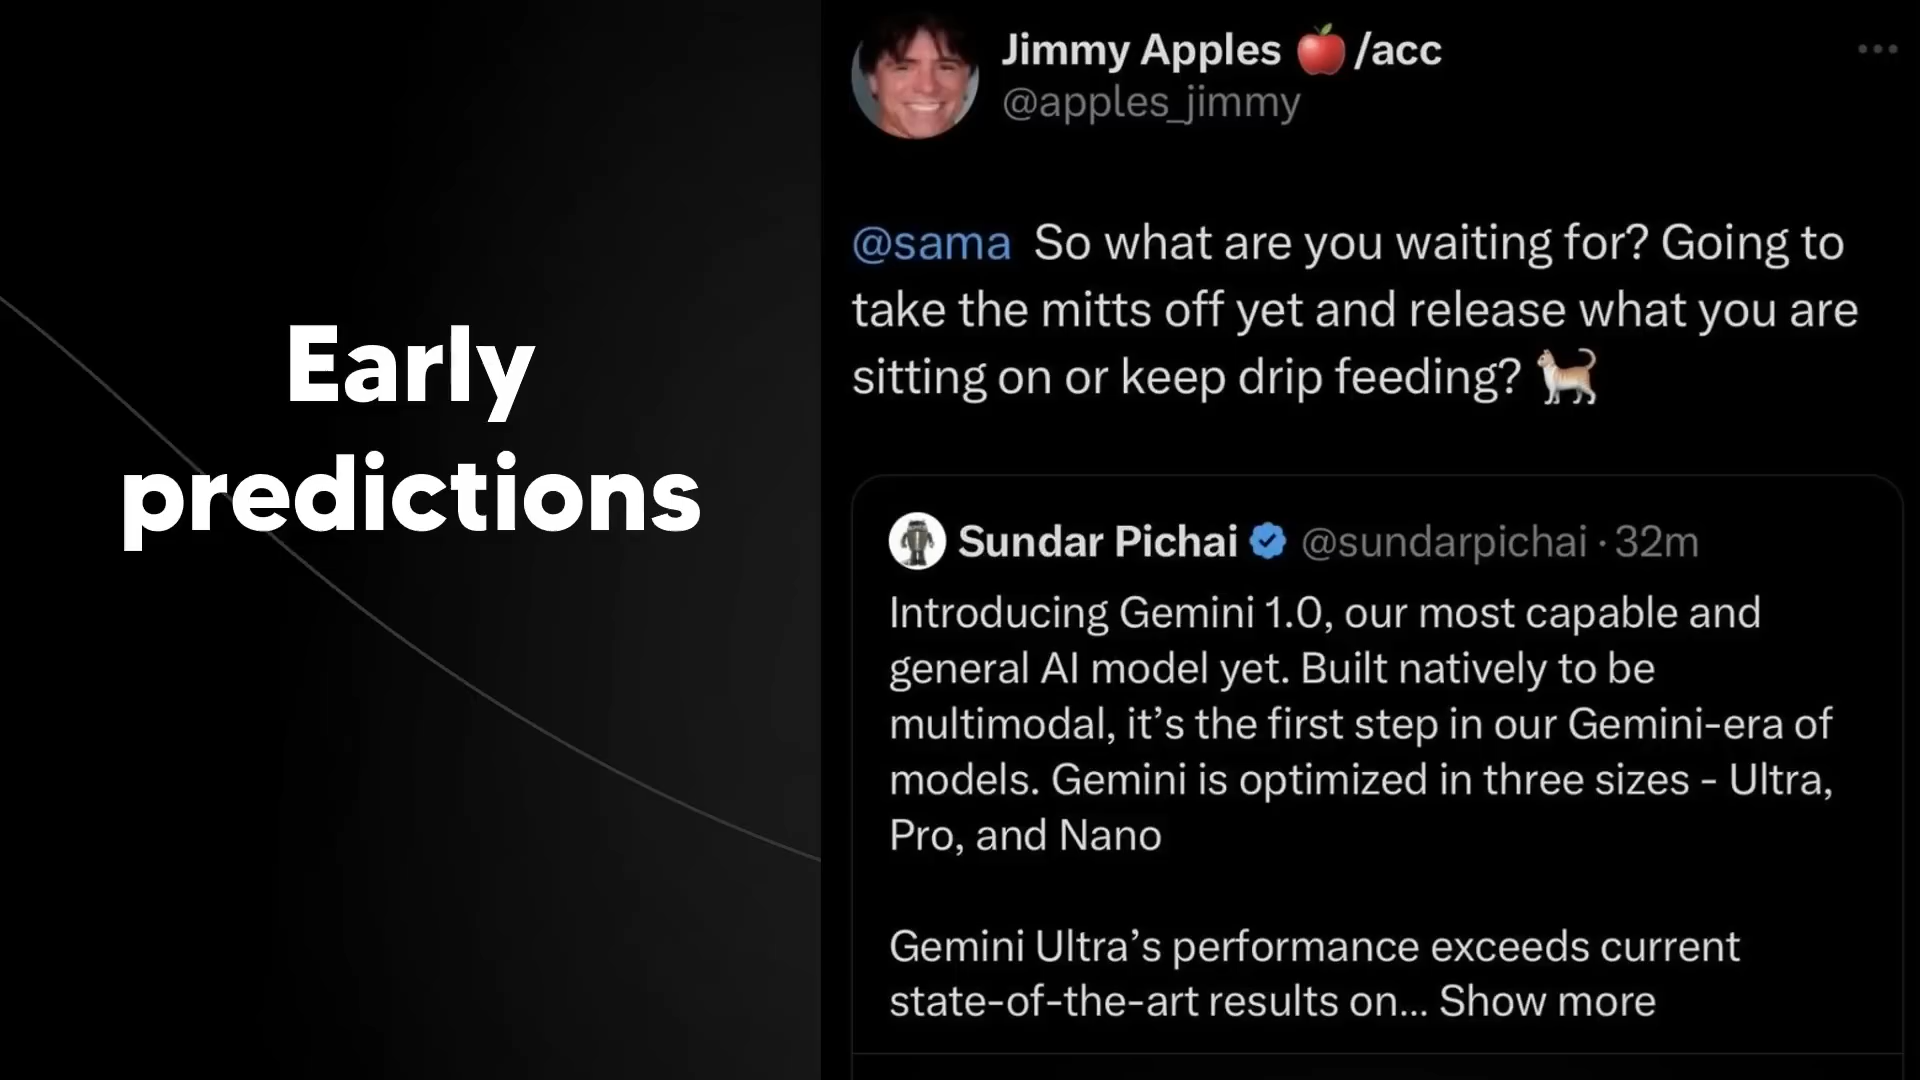 Early
predictions
Jimmy Apples 🍎/acc
@apples_jimmy
@sama So what are you waiting for? Going to
take the mitts off yet and release what you are
sitting on or keep drip feeding? 🐈
Sundar Pichai @sundarpichai · 32m
Introducing Gemini 1.0, our most capable and
general AI model yet. Built natively to be
multimodal, it’s the first step in our Gemini-era of
models. Gemini is optimized in three sizes - Ultra,
Pro, and Nano
Gemini Ultra’s performance exceeds current
state-of-the-art results on... Show more